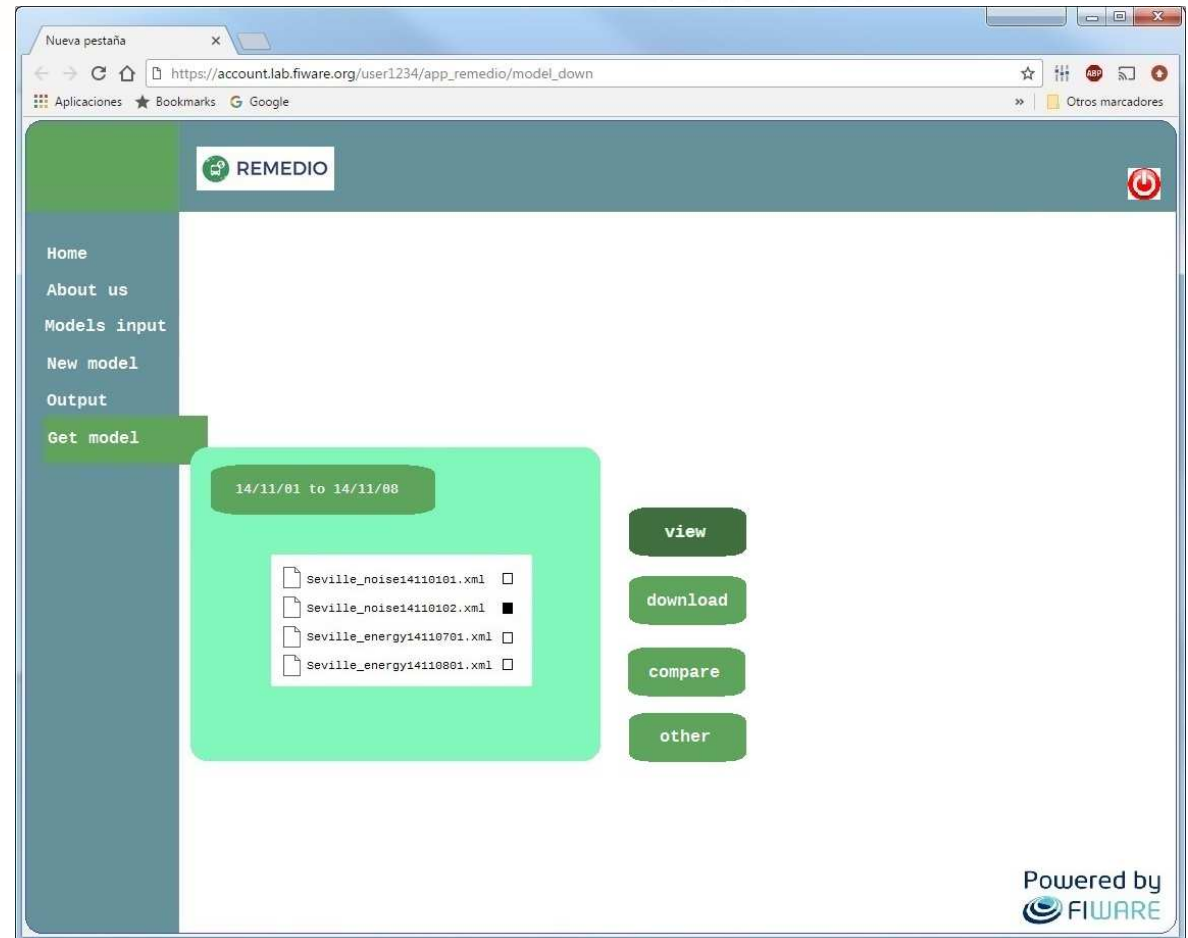 Nueva pestaña
https://account.lab.fiware.org/user1234/app_remedio/model_down
ABP
Aplicaciones Bookmarks G Google » Otros marcadores
REMEDIO
Home
About us
Models input
New model
Output
Get model
14/11/01 to 14/11/08
Seville_noise14110101.xml
Seville_noise14110102.xml
Seville_energy14110701.xml
Seville_energy14110801.xml
view
download
compare
other
Powered by
FIWARE